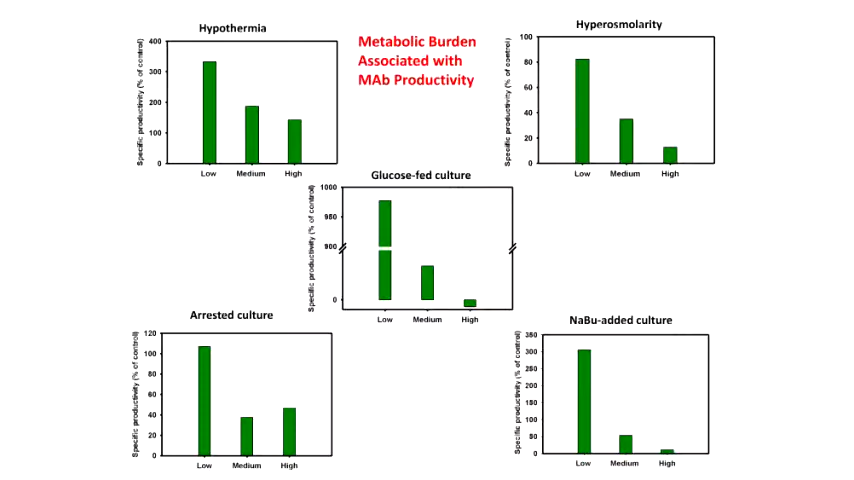 Hypothermia
Specific productivity (% of control)
400
300
200
100
0
Low Medium High
Metabolic Burden
Associated with
MAb Productivity
Hyperosmolarity
Specific productivity (% of control)
100
80
60
40
20
0
Low Medium High
Glucose-fed culture
Specific productivity (% of control)
1000
950
900
0
Low Medium High
Arrested culture
Specific productivity (% of control)
120
100
80
60
40
20
0
Low Medium High
NaBu-added culture
Specific productivity (% of control)
350
300
250
200
150
100
50
0
Low Medium High